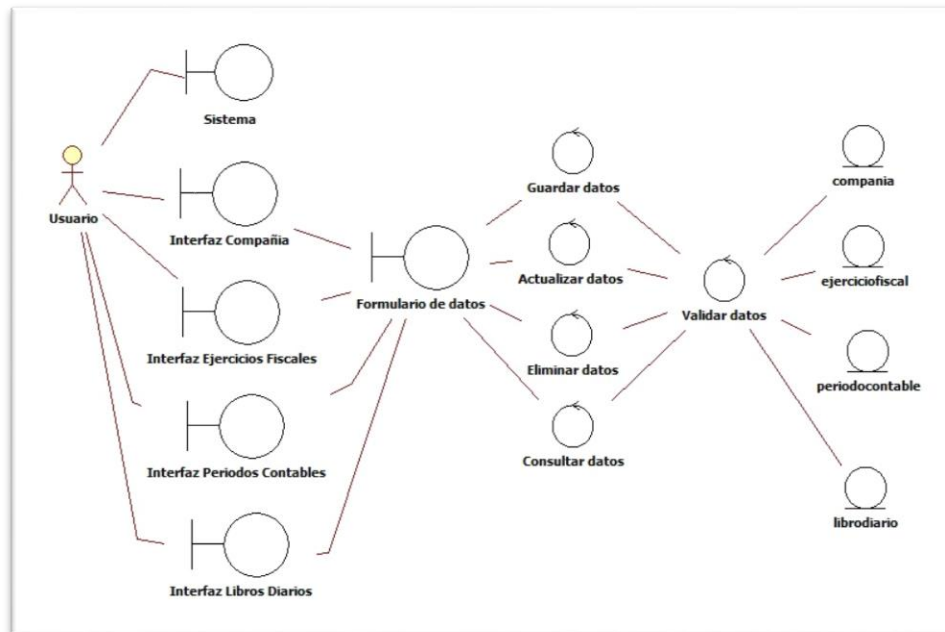 Sistema
Usuario
Interfaz Compañia
Interfaz Ejercicios Fiscales
Interfaz Periodos Contables
Interfaz Libros Diarios
Formulario de datos
Guardar datos
Actualizar datos
Eliminar datos
Consultar datos
Validar datos
compania
ejerciciofiscal
periodocontable
librodiario